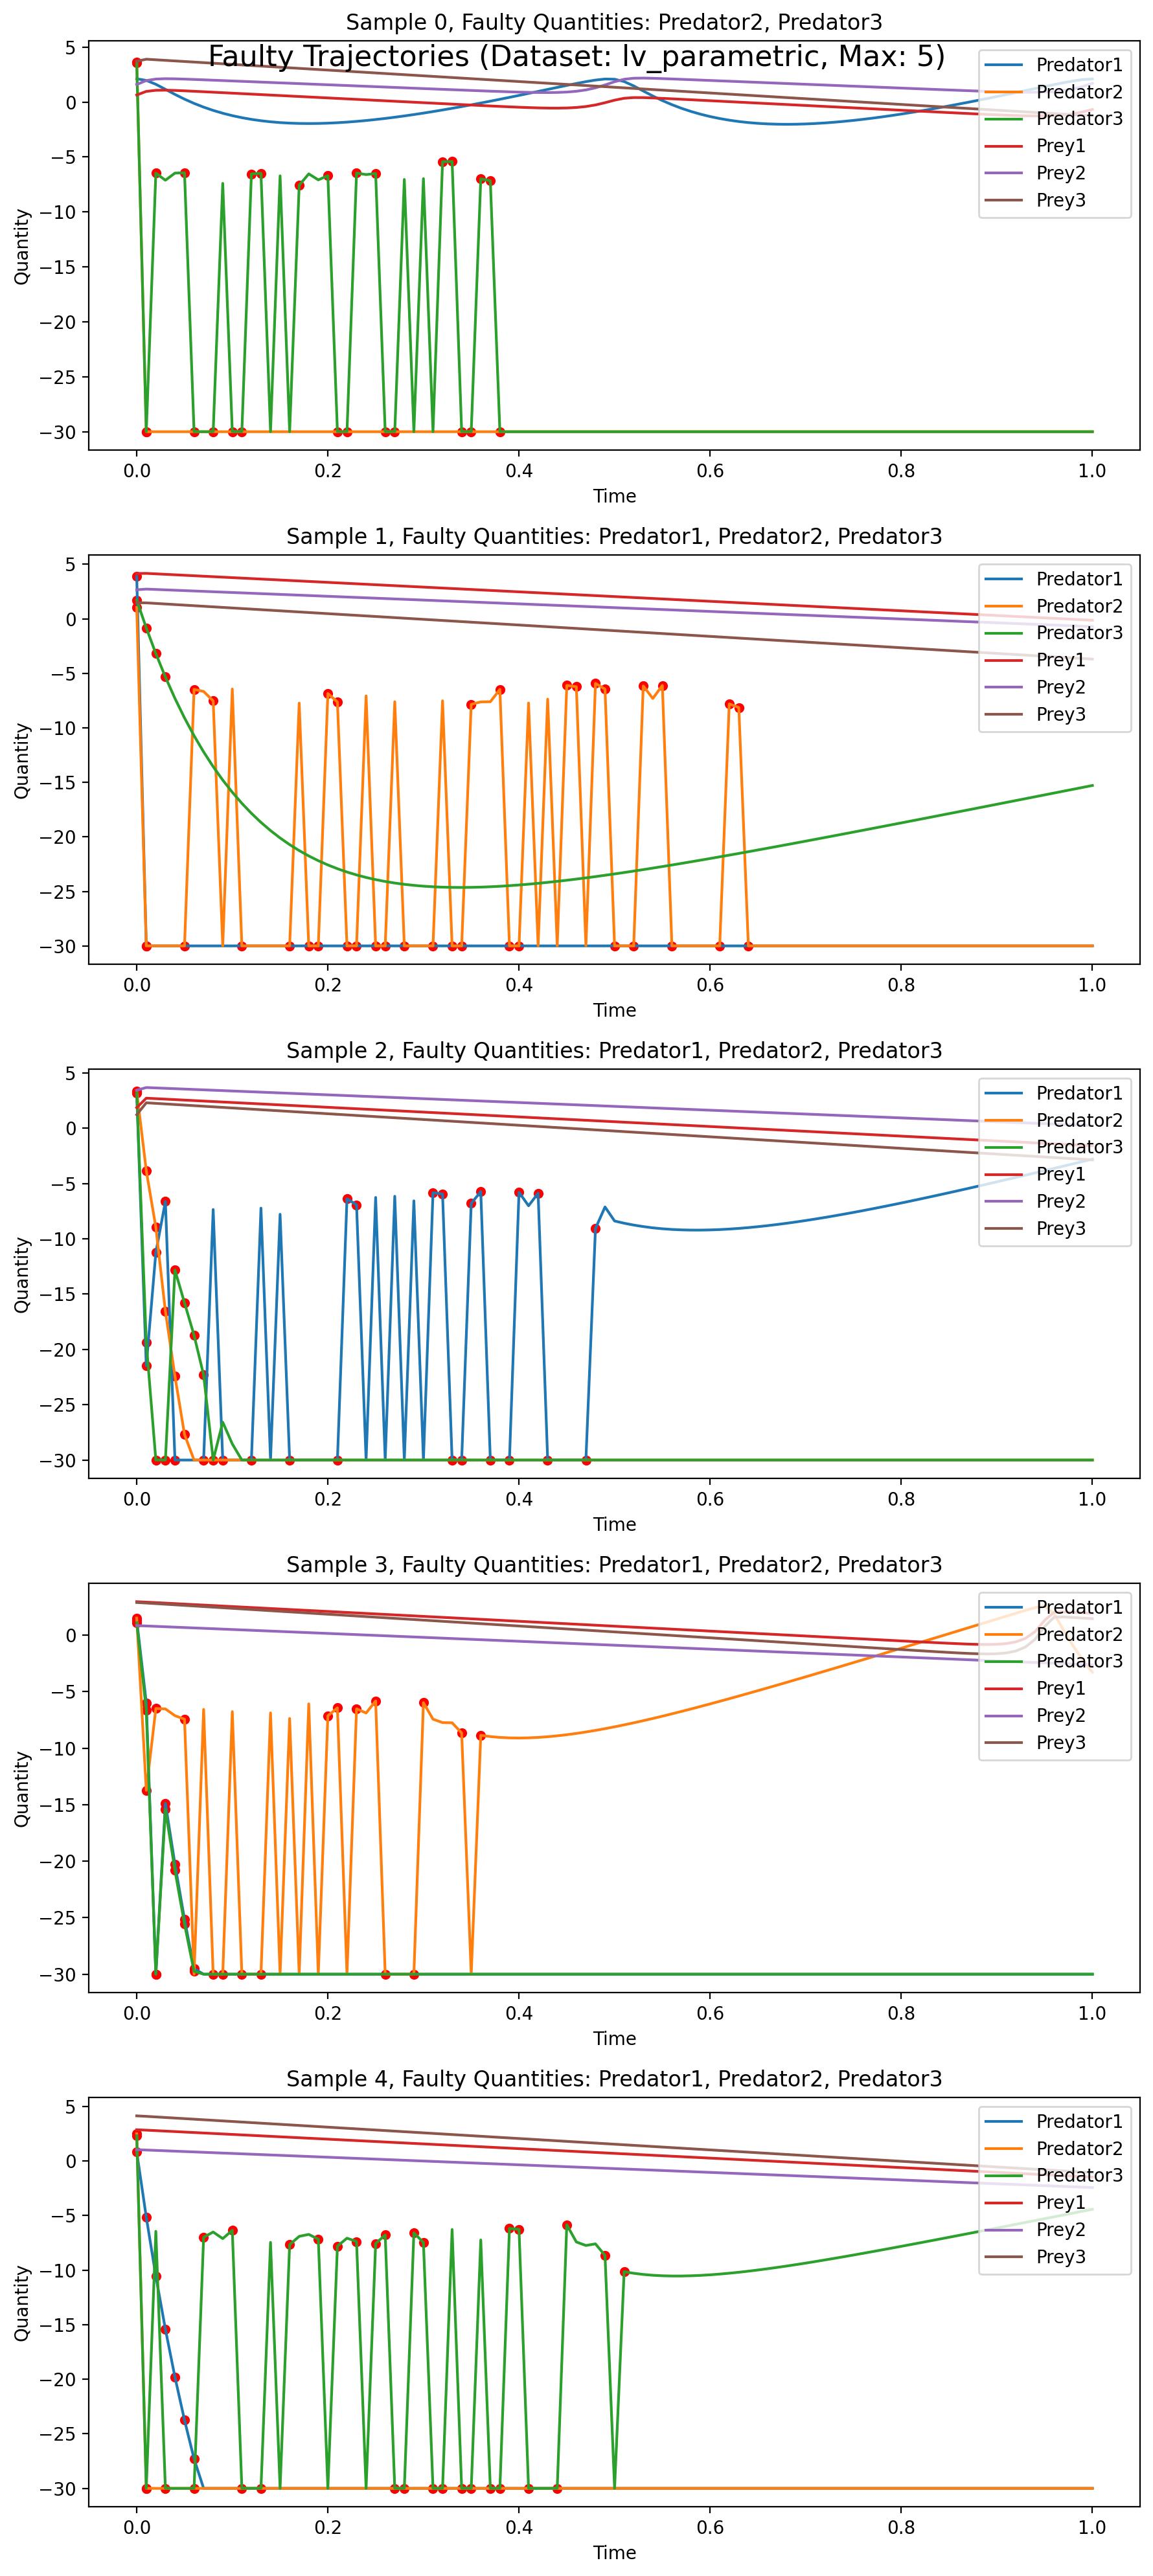 Sample 0, Faulty Quantities: Predator2, Predator3
Faulty Trajectories (Dataset: lv_parametric, Max: 5)
5
0
−5
−10
−15
−20
−25
−30
Quantity
Predator1
Predator2
Predator3
Prey1
Prey2
Prey3
0.0 0.2 0.4 0.6 0.8 1.0
Time
Sample 1, Faulty Quantities: Predator1, Predator2, Predator3
5
0
−5
−10
−15
−20
−25
−30
Quantity
Predator1
Predator2
Predator3
Prey1
Prey2
Prey3
0.0 0.2 0.4 0.6 0.8 1.0
Time
Sample 2, Faulty Quantities: Predator1, Predator2, Predator3
5
0
−5
−10
−15
−20
−25
−30
Quantity
Predator1
Predator2
Predator3
Prey1
Prey2
Prey3
0.0 0.2 0.4 0.6 0.8 1.0
Time
Sample 3, Faulty Quantities: Predator1, Predator2, Predator3
0
−5
−10
−15
−20
−25
−30
Quantity
Predator1
Predator2
Predator3
Prey1
Prey2
Prey3
0.0 0.2 0.4 0.6 0.8 1.0
Time
Sample 4, Faulty Quantities: Predator1, Predator2, Predator3
5
0
−5
−10
−15
−20
−25
−30
Quantity
Predator1
Predator2
Predator3
Prey1
Prey2
Prey3
0.0 0.2 0.4 0.6 0.8 1.0
Time